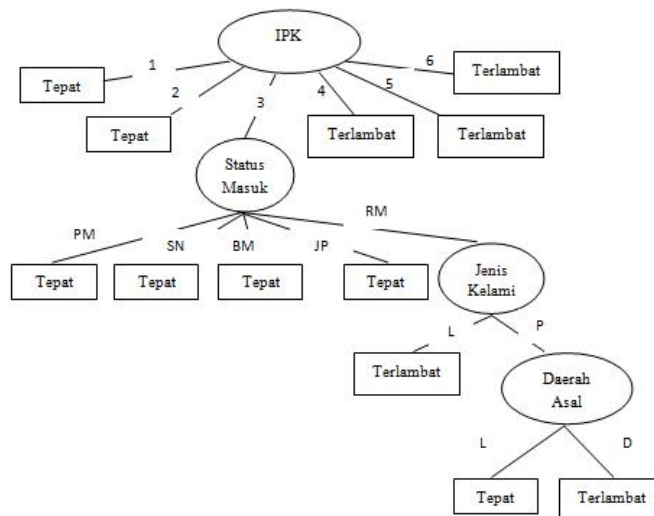 IPK
1
2
3
4
5
6
Tepat
Tepat
Terlambat
Terlambat
Terlambat
Status
Masuk
PM
SN
BM
JP
RM
Tepat
Tepat
Tepat
Tepat
Jenis
Kelami
L
P
Terlambat
Daerah
Asal
L
D
Tepat
Terlambat